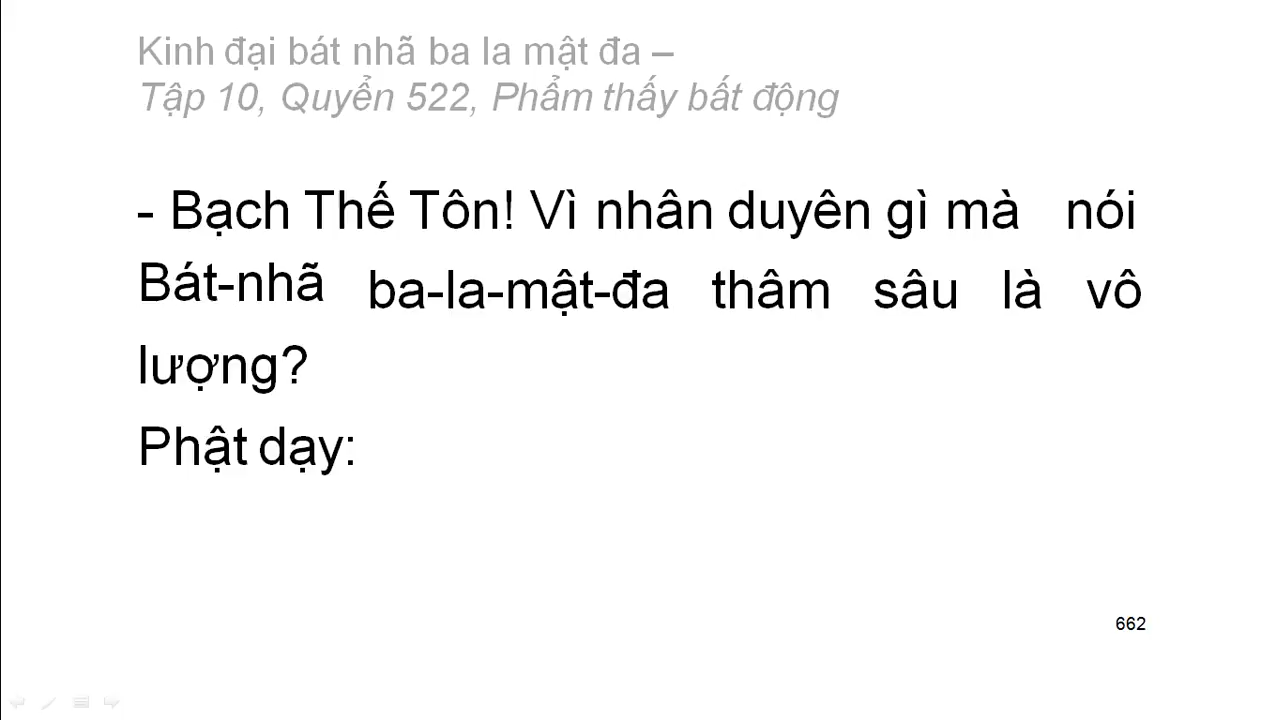 Kinh đại bát nhã ba la mật đa –
Tập 10, Quyển 522, Phẩm thấy bất động
- Bạch Thế Tôn! Vì nhân duyên gì mà nói
Bát-nhã ba-la-mật-đa thâm sâu là vô
lượng?
Phật dạy:
662